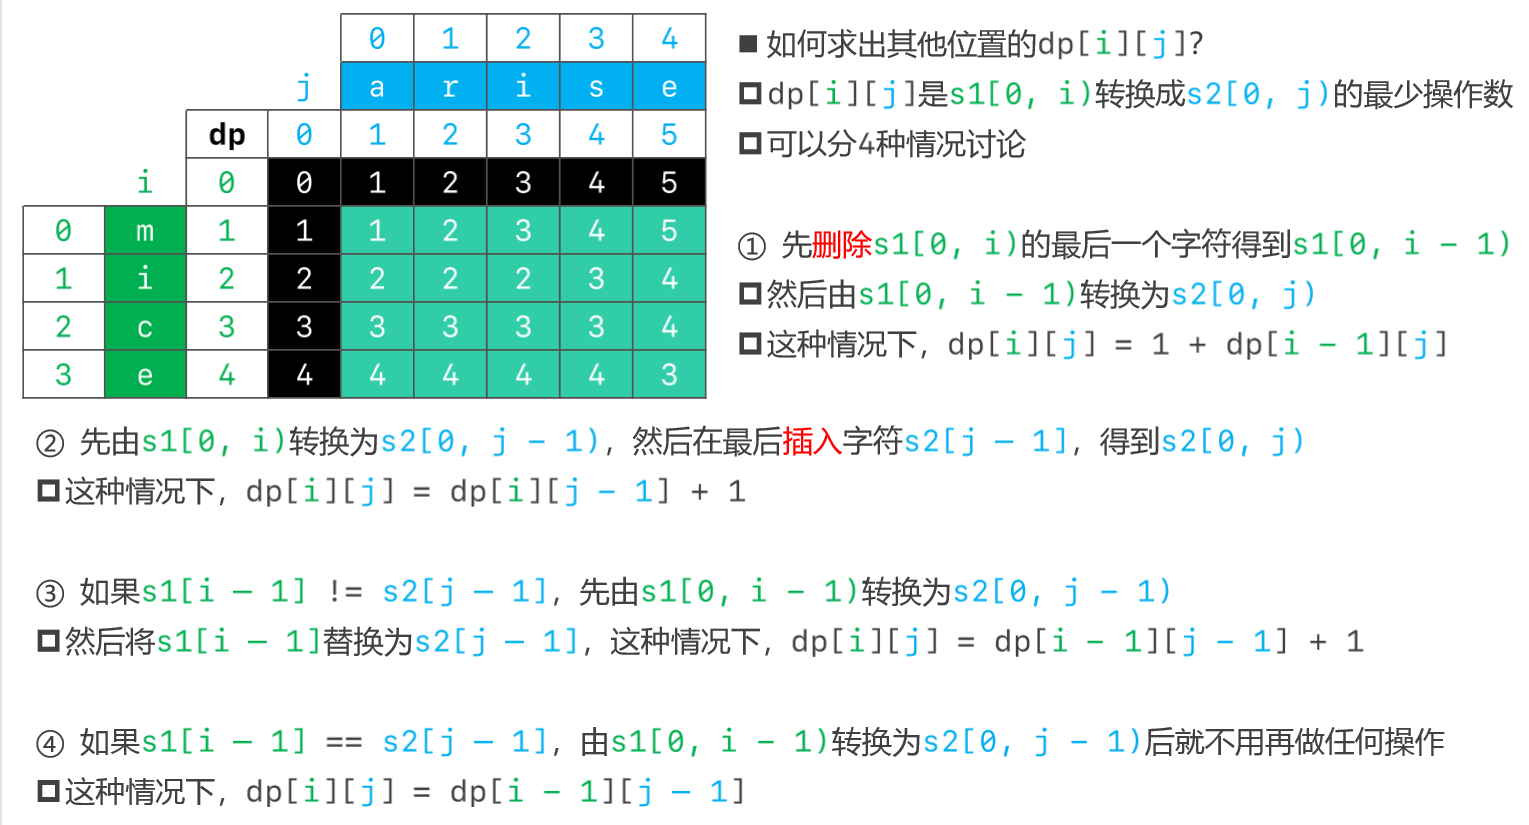 0 1 2 3 4
j a r i s e
dp 0 1 2 3 4 5
i 0 0 1 2 3 4 5
0 m 1 1 1 2 3 4 5
1 i 2 2 2 2 2 3 4
2 c 3 3 3 3 3 3 4
3 e 4 4 4 4 4 4 3
如何求出其他位置的dp[i][j]?
dp[i][j]是s1[0, i)转换成s2[0, j)的最少操作数
可以分4种情况讨论
① 先删除s1[0, i)的最后一个字符得到s1[0, i - 1)
然后由s1[0, i - 1)转换为s2[0, j)
这种情况下，dp[i][j] = 1 + dp[i - 1][j]
② 先由s1[0, i)转换为s2[0, j - 1)，然后在最后插入字符s2[j - 1]，得到s2[0, j)
这种情况下，dp[i][j] = dp[i][j - 1] + 1
③ 如果s1[i – 1] != s2[j – 1]，先由s1[0, i - 1)转换为s2[0, j - 1)
然后将s1[i – 1]替换为s2[j – 1]，这种情况下，dp[i][j] = dp[i - 1][j - 1] + 1
④ 如果s1[i – 1] == s2[j – 1]，由s1[0, i - 1)转换为s2[0, j - 1)后就不用再做任何操作
这种情况下，dp[i][j] = dp[i - 1][j – 1]